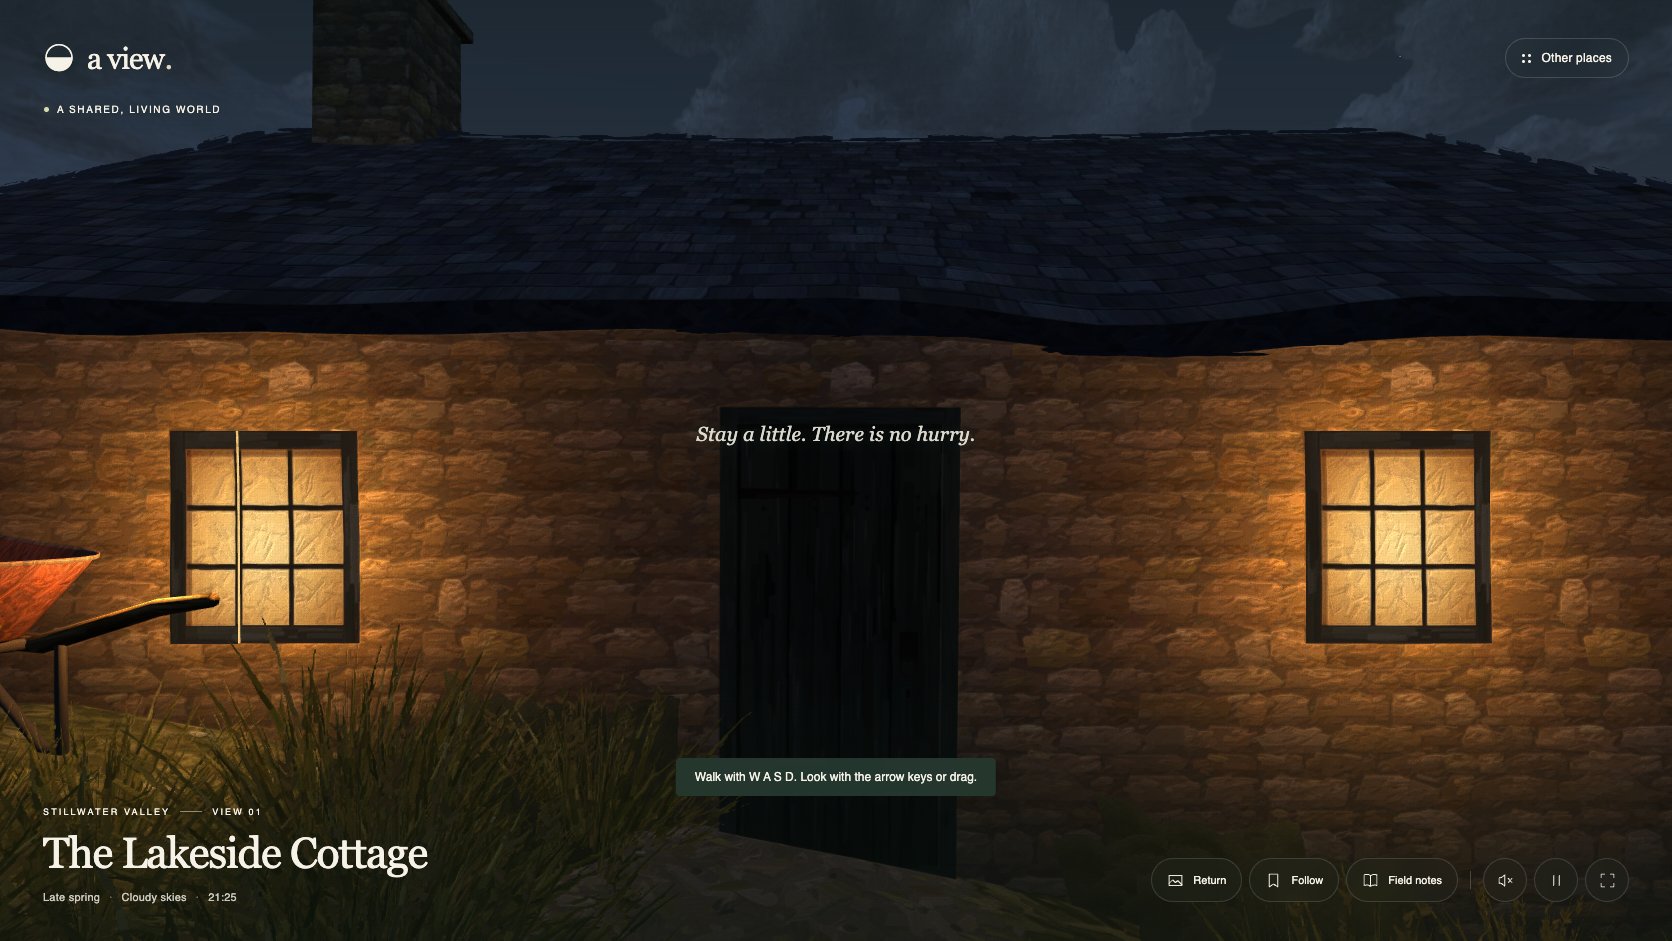 a view.
Other places
A SHARED, LIVING WORLD
Stay a little. There is no hurry.
Walk with W A S D. Look with the arrow keys or drag.
STILLWATER VALLEY — VIEW 01
The Lakeside Cottage
Late spring · Cloudy skies · 21:25
Return
Follow
Field notes